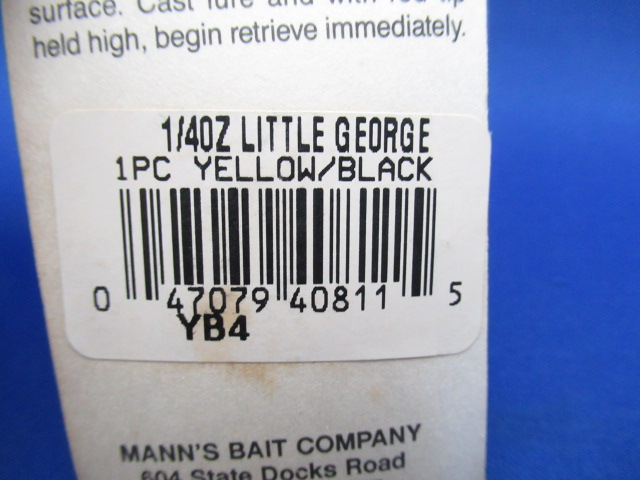 surface. Cast lure and with rod tip
held high, begin retrieve immediately.
1/4OZ LITTLE GEORGE
1PC YELLOW/BLACK
0 47079 40811 5
YB4
MANN'S BAIT COMPANY
604 State Docks Road